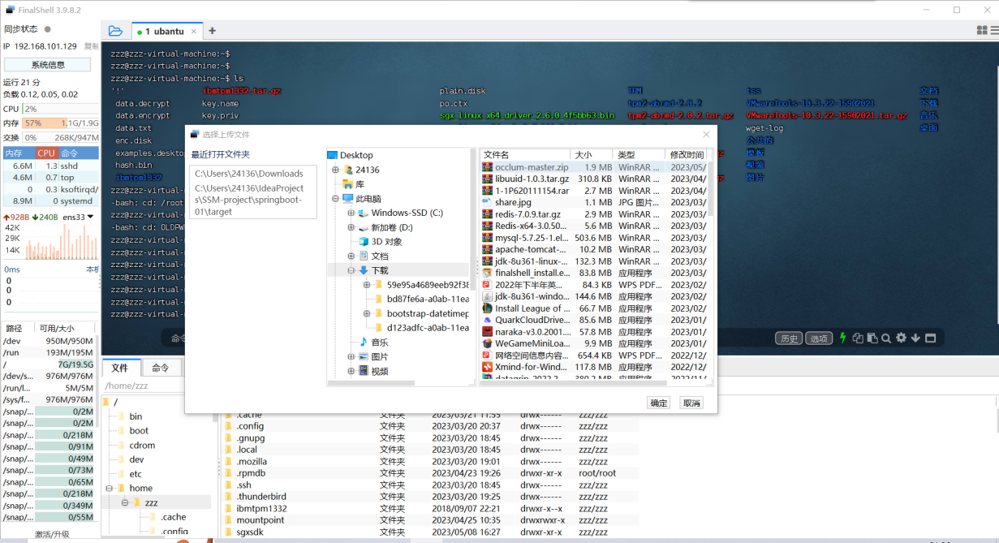 FinalShell 3.9.8.2
同步状态
IP 192.168.101.129 复制
系统信息
运行 21 分
负载 0.12, 0.05, 0.02
CPU 2%
内存 57% 1.1G/1.9G
交换 0% 268K/947M
内存 CPU 命令
6.6M 1.3 sshd
4.6M 0.7 top
0 0.3 ksoftirqd/
8.9M 0 systemd
928B 240B ens33
42K
29K
14K
0ms 本机
0
0
0
路径 可用/大小
/dev 950M/950M
/run 193M/195M
/ 7G/19.5G
/dev/s... 976M/976M
/run/l... 5M/5M
/sys/f... 976M/976M
/snap/... 0/2M
/snap/... 0/2M
/snap/... 0/218M
/snap/... 0/91M
/snap/... 0/49M
/snap/... 0/73M
/snap/... 0/65M
/snap/... 0/218M
/snap/... 0/349M
/snap/... 0/55M
激活/升级
1 ubantu × +
zzz@zzz-virtual-machine:~$
zzz@zzz-virtual-machine:~$
zzz@zzz-virtual-machine:~$ ls
'!' ibmtpm1332.tar.gz plain.disk TPM tss 文档
data.decrypt key.name po.ctx tpm2-abrmd-2.0.2 VMwareTools-10.3.22-15902021 下载
data.encrypt key.priv sgx_linux_x64_driver_2.6.0_4f5bb63.bin tpm2-abrmd-2.0.2.tar.gz VMwareTools-10.3.22-15902021.tar.gz 音乐
data.txt wget-log 桌面
enc.disk 公共的
examples.desktop gz 模板
hash.bin 视频
ibmtpm1332 gz 图片
zzz@zzz-virtual-
-bash: cd: /root
zzz@zzz-virtual-
-bash: cd: OLDPW
zzz@zzz-virtual-
zzz@zzz-virtual-
zzz@zzz-virtual-
zzz@zzz-virtual-
zzz@zzz-virtual-
zzz@zzz-virtual-
zzz@zzz-virtual-
命令
历史 选项
选择上传文件
最近打开文件夹
C:\Users\24136\Downloads
C:\Users\24136\IdeaProject
s\SSM-project\springboot-
01\target
Desktop
24136
库
此电脑
Windows-SSD (C:)
新加卷 (D:)
3D 对象
文档
下载
59e95a4689eeb92f38
bd87fe6a-a0ab-11ea
bootstrap-datetimep
d123adfc-a0ab-11ea
音乐
图片
视频
文件名 大小 类型 修改时间
occlum-master.zip 1.9 MB WinRAR ... 2023/05/
libuuid-1.0.3.tar.gz 310.8 KB WinRAR ... 2023/04/
1-1P620111154.rar 2.7 MB WinRAR ... 2023/04/
share.jpg 1.1 MB JPG 图片... 2023/03/
redis-7.0.9.tar.gz 2.9 MB WinRAR ... 2023/03/
Redis-x64-3.0.50... 5.6 MB WinRAR ... 2023/03/
mysql-5.7.25-1.el... 503.6 MB WinRAR ... 2023/03/
apache-tomcat-... 10.2 MB WinRAR ... 2023/03/
jdk-8u361-linux-... 132.3 MB WinRAR ... 2023/03/
finalshell_install.e... 83.8 MB 应用程序 2023/03/
2022年下半年英... 84.3 KB WPS PDF... 2023/02/
jdk-8u361-windo... 144.6 MB 应用程序 2023/02/
Install League of ... 66.7 MB 应用程序 2023/02/
QuarkCloudDrive... 85.6 MB 应用程序 2023/01/
naraka-v3.0.2001... 57.8 MB 应用程序 2023/01/
WeGameMiniLoa... 9.9 MB 应用程序 2023/01/
网络空间信息内容... 654.4 KB WPS PDF... 2022/12/
Xmind-for-Wind... 117.8 MB 应用程序 2022/12/
datagrip-2022.2... 380.2 MB 应用程序 2022/11/
确定 取消
文件 命令
/home/zzz
/
bin
boot
cdrom
dev
etc
home
zzz
.cache
.config
.cache 文件夹 2023/03/21 11:55 drwx------ zzz/zzz
.config 文件夹 2023/03/20 20:37 drwx------ zzz/zzz
.gnupg 文件夹 2023/03/20 18:45 drwx------ zzz/zzz
.local 文件夹 2023/03/20 18:45 drwx------ zzz/zzz
.mozilla 文件夹 2023/03/20 19:01 drwx------ zzz/zzz
.rpmdb 文件夹 2023/04/23 19:26 drwxr-xr-x root/root
.ssh 文件夹 2023/03/20 18:45 drwx------ zzz/zzz
.thunderbird 文件夹 2023/03/20 19:25 drwx------ zzz/zzz
ibmtpm1332 文件夹 2018/09/07 22:21 drwxr-x--x zzz/zzz
mountpoint 文件夹 2023/04/25 10:35 drwxrwxr-x zzz/zzz
sgxsdk 文件夹 2023/05/08 16:27 drwxr-xr-x zzz/zzz